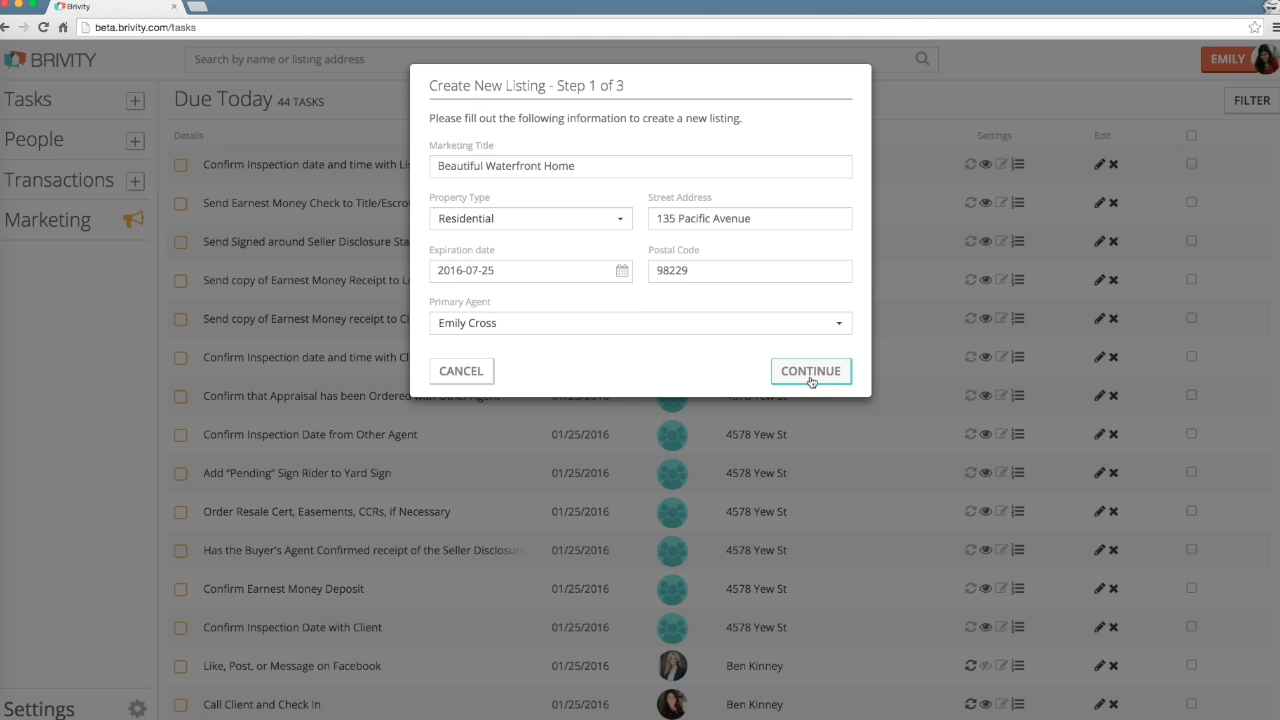 Brivity
beta.brivity.com/tasks
BRIVITY
Search by name or listing address
EMILY
Tasks
People
Transactions
Marketing
Settings
Due Today 44 TASKS
FILTER
Details
Settings
Edit
Create New Listing - Step 1 of 3
Please fill out the following information to create a new listing.
Marketing Title
Beautiful Waterfront Home
Property Type
Street Address
Residential
135 Pacific Avenue
Expiration date
Postal Code
2016-07-25
98229
Primary Agent
Emily Cross
CANCEL
CONTINUE
Confirm Inspection date and time with
Send Earnest Money Check to
Send Signed around Seller Disclosure
Send copy of Earnest Money Receipt to
Send copy of Earnest Money receipt to
Confirm Inspection date and time with
Confirm that Appraisal has been Ordered with Other Agent 01/25/2016 4578 Yew St
Confirm Inspection Date from Other Agent 01/25/2016 4578 Yew St
Add “Pending” Sign Rider to Yard Sign 01/25/2016 4578 Yew St
Order Resale Cert, Easements, CCRs, if Necessary 01/25/2016 4578 Yew St
Has the Buyer's Agent Confirmed receipt of the Seller 01/25/2016 4578 Yew St
Confirm Earnest Money Deposit 01/25/2016 4578 Yew St
Confirm Inspection Date with Client 01/25/2016 4578 Yew St
Like, Post, or Message on Facebook 01/25/2016 Ben Kinney
Call Client and Check In 01/25/2016 Ben Kinney